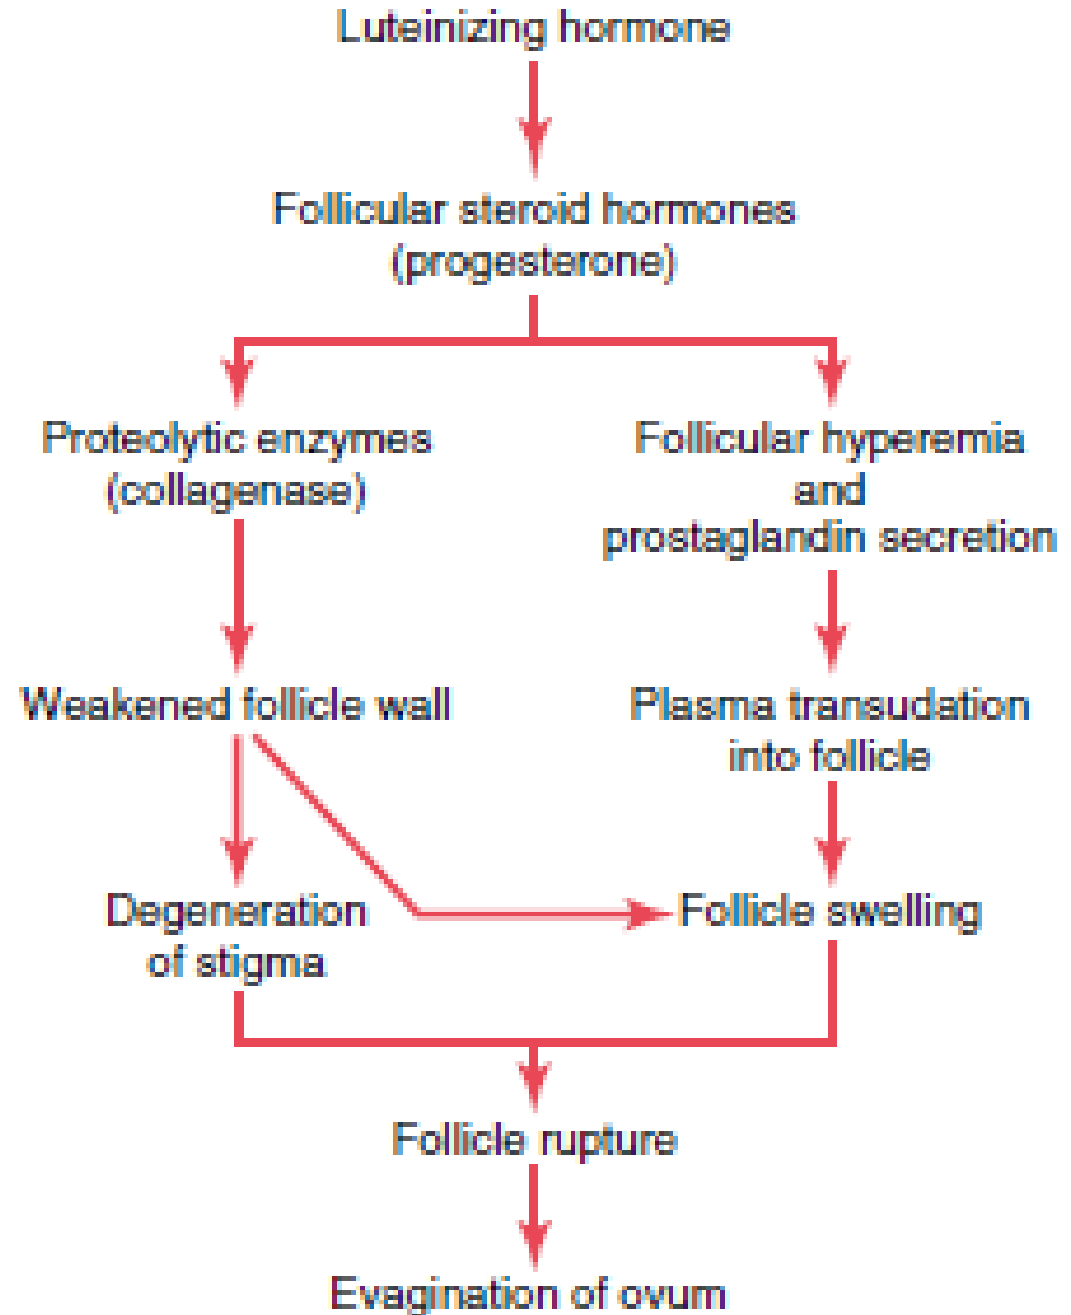 Luteinizing hormone
Follicular steroid hormones
(progesterone)
Proteolytic enzymes
(collagenase)
Follicular hyperemia
and
prostaglandin secretion
Weakened follicle wall
Plasma transudation
into follicle
Degeneration
of stigma
Follicle swelling
Follicle rupture
Evagination of ovum